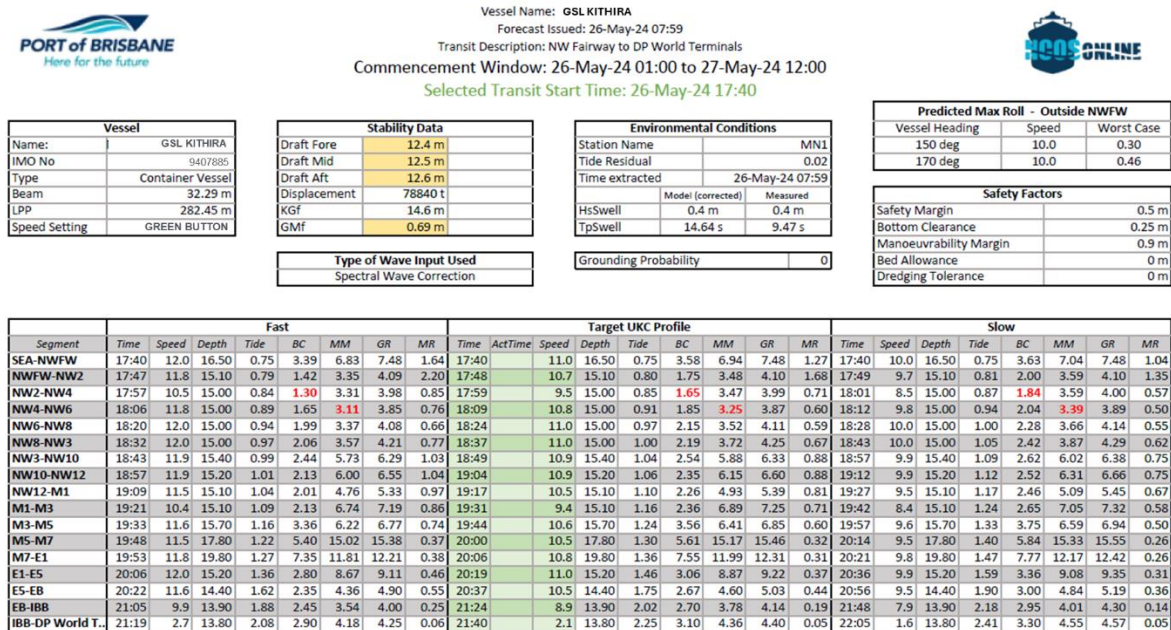 PORT of BRISBANE
Here for the future
Vessel Name: GSL KITHIRA
Forecast Issued: 26-May-24 07:59
Transit Description: NW Fairway to DP World Terminals
Commencement Window: 26-May-24 01:00 to 27-May-24 12:00
Selected Transit Start Time: 26-May-24 17:40
NCOS ONLINE
Vessel
Name: GSL KITHIRA
IMO No 9407885
Type Container Vessel
Beam 32.29 m
LPP 282.45 m
Speed Setting GREEN BUTTON
Stability Data
Draft Fore 12.4 m
Draft Mid 12.5 m
Draft Aft 12.6 m
Displacement 78840 t
KGf 14.6 m
GMf 0.69 m
Type of Wave Input Used
Spectral Wave Correction
Environmental Conditions
Station Name MN1
Tide Residual 0.02
Time extracted 26-May-24 07:59
Model (corrected) Measured
HsSwell 0.4 m 0.4 m
TpSwell 14.64 s 9.47 s
Grounding Probability 0
Predicted Max Roll - Outside NWFW
Vessel Heading Speed Worst Case
150 deg 10.0 0.30
170 deg 10.0 0.46
Safety Factors
Safety Margin 0.5 m
Bottom Clearance 0.25 m
Manoeuvrability Margin 0.9 m
Bed Allowance 0 m
Dredging Tolerance 0 m
Fast Target UKC Profile Slow
Segment Time Speed Depth Tide BC MM GR MR Time ActTime Speed Depth Tide BC MM GR MR Time Speed Depth Tide BC MM GR MR
SEA-NWFW 17:40 12.0 16.50 0.75 3.39 6.83 7.48 1.64 17:40 11.0 16.50 0.75 3.58 6.94 7.48 1.27 17:40 10.0 16.50 0.75 3.63 7.04 7.48 1.04
NWFW-NW2 17:47 11.8 15.10 0.79 1.42 3.35 4.09 2.20 17:48 10.7 15.10 0.80 1.75 3.48 4.10 1.68 17:49 9.7 15.10 0.81 2.00 3.59 4.10 1.35
NW2-NW4 17:57 10.5 15.00 0.84 1.30 3.31 3.98 0.85 17:59 9.5 15.00 0.85 1.65 3.47 3.99 0.71 18:01 8.5 15.00 0.87 1.84 3.59 4.00 0.57
NW4-NW6 18:06 11.8 15.00 0.89 1.65 3.11 3.85 0.76 18:09 10.8 15.00 0.91 1.85 3.25 3.87 0.60 18:12 9.8 15.00 0.94 2.04 3.39 3.89 0.50
NW6-NW8 18:20 12.0 15.00 0.94 1.99 3.37 4.08 0.66 18:24 11.0 15.00 0.97 2.15 3.52 4.11 0.59 18:28 10.0 15.00 1.00 2.28 3.66 4.14 0.55
NW8-NW3 18:32 12.0 15.00 0.97 2.06 3.57 4.21 0.77 18:37 11.0 15.00 1.00 2.19 3.72 4.25 0.67 18:43 10.0 15.00 1.05 2.42 3.87 4.29 0.62
NW3-NW10 18:43 11.9 15.40 0.99 2.44 5.73 6.29 1.03 18:49 10.9 15.40 1.04 2.54 5.88 6.33 0.88 18:57 9.9 15.40 1.09 2.62 6.02 6.38 0.75
NW10-NW12 18:57 11.9 15.20 1.01 2.13 6.00 6.55 1.04 19:04 10.9 15.20 1.06 2.35 6.15 6.60 0.88 19:12 9.9 15.20 1.12 2.52 6.31 6.66 0.75
NW12-M1 19:09 11.5 15.10 1.04 2.01 4.76 5.33 0.97 19:17 10.5 15.10 1.10 2.26 4.93 5.39 0.81 19:27 9.5 15.10 1.17 2.46 5.09 5.45 0.67
M1-M3 19:21 10.4 15.10 1.09 2.13 6.74 7.19 0.86 19:31 9.4 15.10 1.16 2.36 6.89 7.25 0.71 19:42 8.4 15.10 1.24 2.65 7.05 7.32 0.58
M3-M5 19:33 11.6 15.70 1.16 3.36 6.22 6.77 0.74 19:44 10.6 15.70 1.24 3.56 6.41 6.85 0.60 19:57 9.6 15.70 1.33 3.75 6.59 6.94 0.50
M5-M7 19:48 11.5 17.80 1.22 5.40 15.02 15.38 0.37 20:00 10.5 17.80 1.30 5.61 15.17 15.46 0.32 20:14 9.5 17.80 1.40 5.84 15.33 15.55 0.26
M7-E1 19:53 11.8 19.80 1.27 7.35 11.81 12.21 0.38 20:06 10.8 19.80 1.36 7.55 11.99 12.31 0.31 20:21 9.8 19.80 1.47 7.77 12.17 12.42 0.26
E1-E5 20:06 12.0 15.20 1.36 2.80 8.67 9.11 0.46 20:19 11.0 15.20 1.46 3.06 8.87 9.22 0.37 20:36 9.9 15.20 1.59 3.36 9.08 9.35 0.31
E5-EB 20:22 11.6 14.40 1.62 2.35 4.36 4.90 0.55 20:37 10.5 14.40 1.75 2.67 4.60 5.03 0.44 20:56 9.5 14.40 1.90 3.00 4.84 5.19 0.36
EB-IBB 21:05 9.9 13.90 1.88 2.45 3.54 4.00 0.25 21:24 8.9 13.90 2.02 2.70 3.78 4.14 0.19 21:48 7.9 13.90 2.18 2.95 4.01 4.30 0.14
IBB-DP World T.. 21:19 2.7 13.80 2.08 2.90 4.18 4.25 0.06 21:40 2.1 13.80 2.25 3.10 4.36 4.40 0.05 22:05 1.6 13.80 2.41 3.30 4.55 4.57 0.05